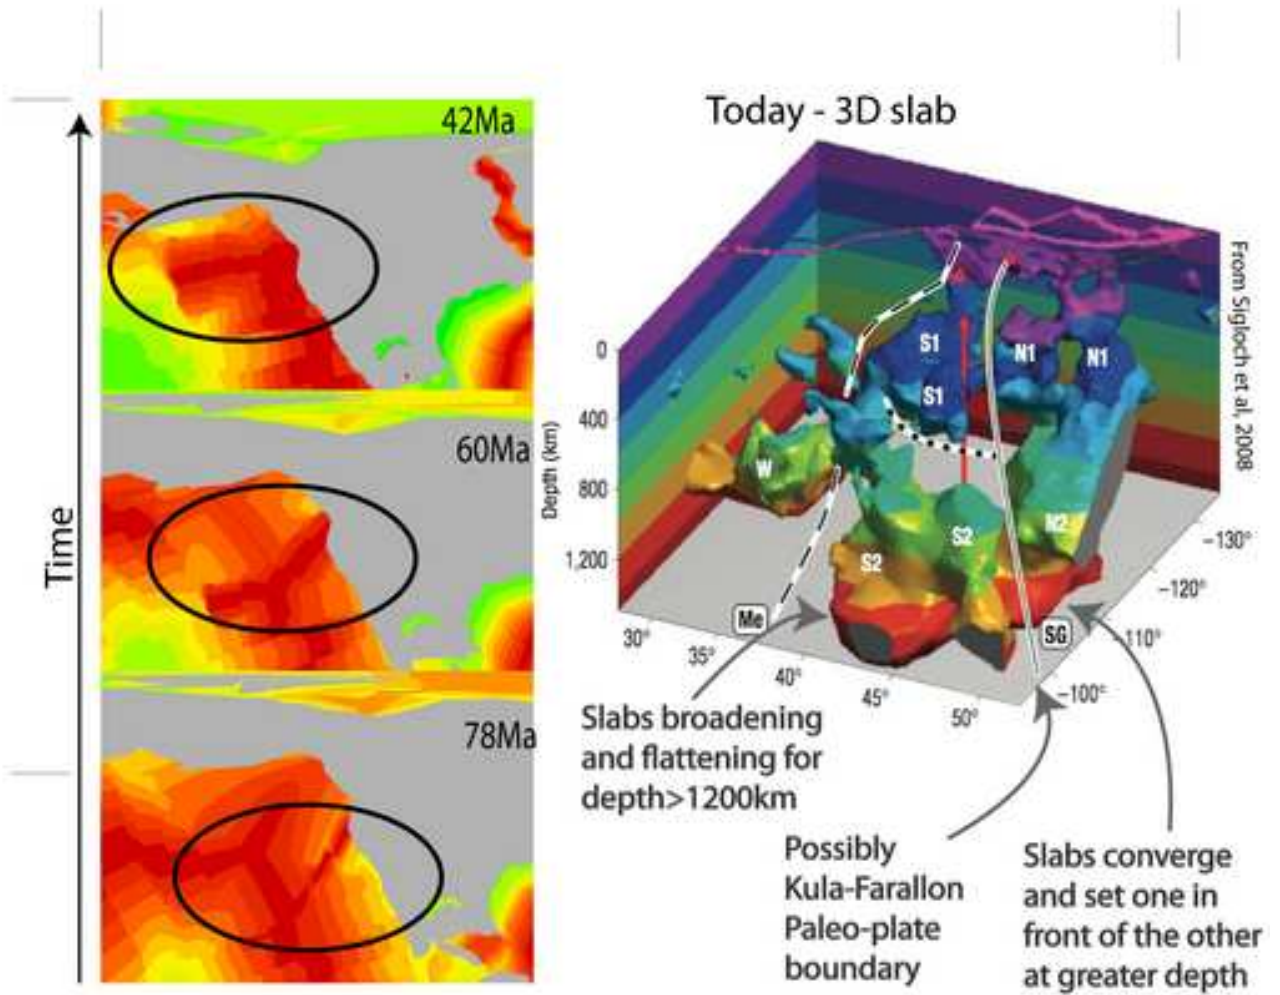 42Ma
60Ma
78Ma
Time
Today - 3D slab
From Sigloch et al, 2008
Depth (km)
0
400
800
1,200
S1
S1
N1
N1
W
S2
S2
N2
Me
SG
30°
35°
40°
45°
50°
-130°
-120°
110°
-100°
Slabs broadening
and flattening for
depth>1200km
Possibly
Kula-Farallon
Paleo-plate
boundary
Slabs converge
and set one in
front of the other
at greater depth